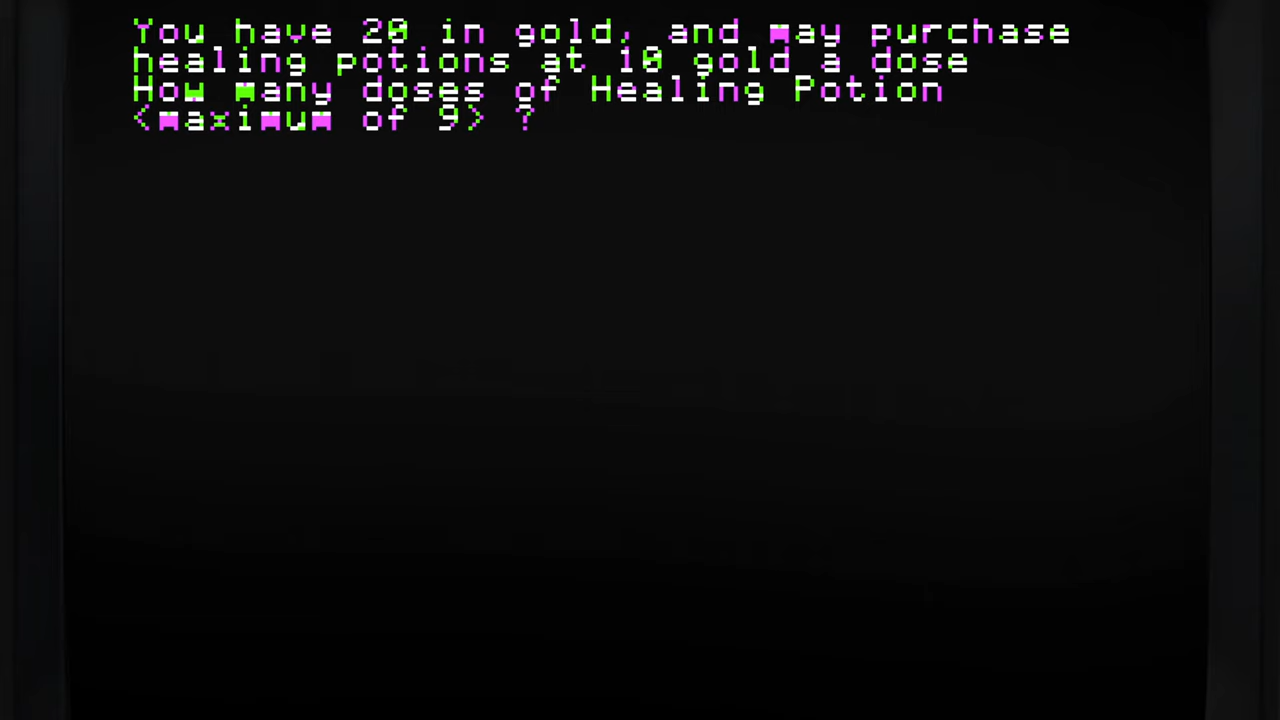 You have 20 in gold, and may purchase
healing potions at 10 gold a dose
How many doses of Healing Potion
<maximum of 9> ?